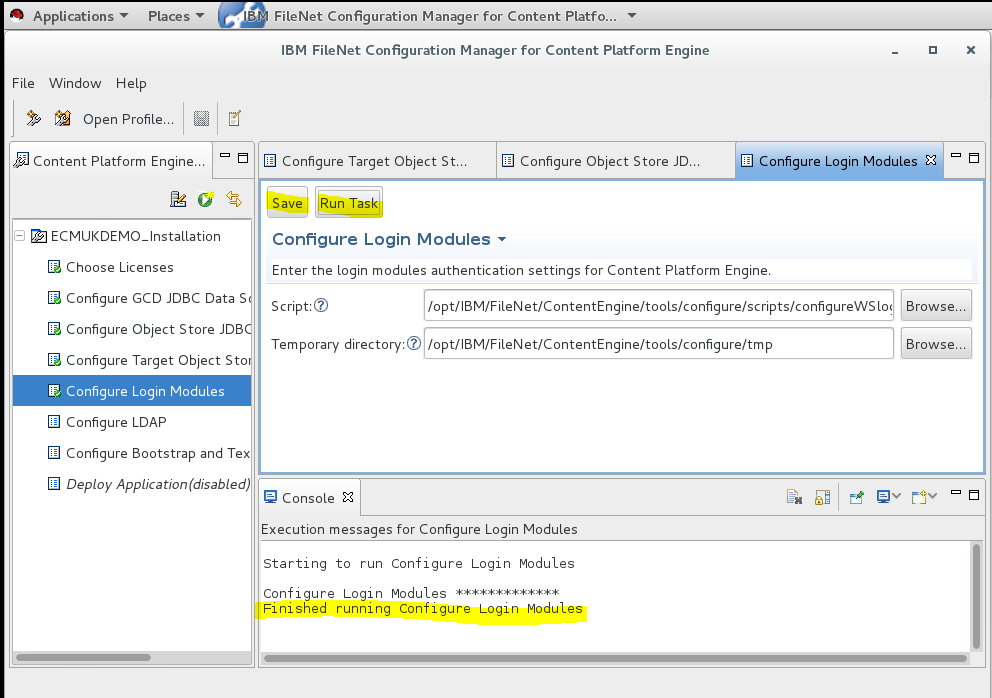 Applications
Places
IBM FileNet Configuration Manager for Content Platfo...
IBM FileNet Configuration Manager for Content Platform Engine
File Window Help
Open Profile...
Content Platform Engine...
ECMUKDEMO_Installation
Choose Licenses
Configure GCD JDBC Data So
Configure Object Store JDBC
Configure Target Object Stor
Configure Login Modules
Configure LDAP
Configure Bootstrap and Tex
Deploy Application(disabled)
Configure Target Object St...
Configure Object Store JD...
Configure Login Modules
Save
Run Task
Configure Login Modules
Enter the login modules authentication settings for Content Platform Engine.
Script:
/opt/IBM/FileNet/ContentEngine/tools/configure/scripts/configureWSlog
Browse...
Temporary directory:
/opt/IBM/FileNet/ContentEngine/tools/configure/tmp
Browse...
Console
Execution messages for Configure Login Modules
Starting to run Configure Login Modules
Configure Login Modules *************
Finished running Configure Login Modules